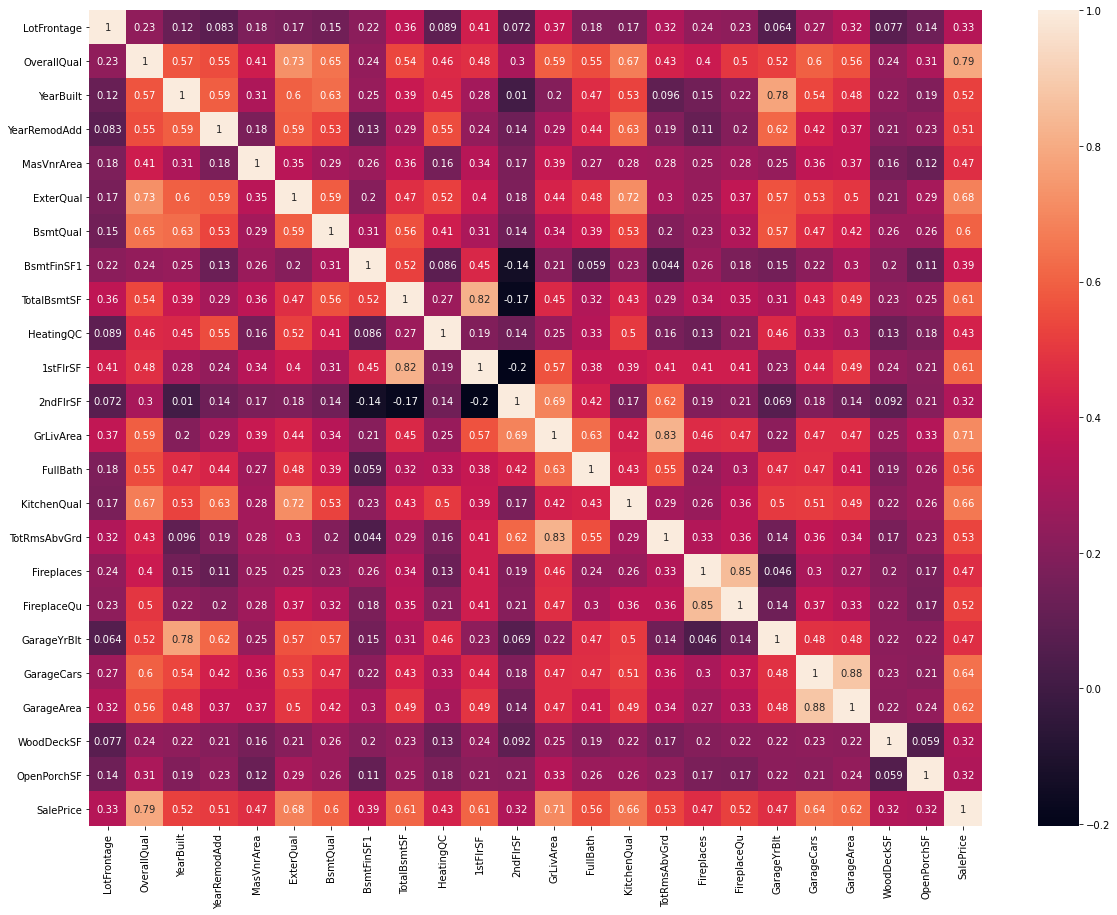 LotFrontage 1 0.23 0.12 0.083 0.18 0.17 0.15 0.22 0.36 0.089 0.41 0.072 0.37 0.18 0.17 0.32 0.24 0.23 0.064 0.27 0.32 0.077 0.14 0.33
OverallQual 0.23 1 0.57 0.55 0.41 0.73 0.65 0.24 0.54 0.46 0.48 0.3 0.59 0.55 0.67 0.43 0.4 0.5 0.52 0.6 0.56 0.24 0.31 0.79
YearBuilt 0.12 0.57 1 0.59 0.31 0.6 0.63 0.25 0.39 0.45 0.28 0.01 0.2 0.47 0.53 0.096 0.15 0.22 0.78 0.54 0.48 0.22 0.19 0.52
YearRemodAdd 0.083 0.55 0.59 1 0.18 0.59 0.53 0.13 0.29 0.55 0.24 0.14 0.29 0.44 0.63 0.19 0.11 0.2 0.62 0.42 0.37 0.21 0.23 0.51
MasVnrArea 0.18 0.41 0.31 0.18 1 0.35 0.29 0.26 0.36 0.16 0.34 0.17 0.39 0.27 0.28 0.28 0.25 0.28 0.25 0.36 0.37 0.16 0.12 0.47
ExterQual 0.17 0.73 0.6 0.59 0.35 1 0.59 0.2 0.47 0.52 0.4 0.18 0.44 0.48 0.72 0.3 0.25 0.37 0.57 0.53 0.5 0.21 0.29 0.68
BsmtQual 0.15 0.65 0.63 0.53 0.29 0.59 1 0.31 0.56 0.41 0.31 0.14 0.34 0.39 0.53 0.2 0.23 0.32 0.57 0.47 0.42 0.26 0.26 0.6
BsmtFinSF1 0.22 0.24 0.25 0.13 0.26 0.2 0.31 1 0.52 0.086 0.45 -0.14 0.21 0.059 0.23 0.044 0.26 0.18 0.15 0.22 0.3 0.2 0.11 0.39
TotalBsmtSF 0.36 0.54 0.39 0.29 0.36 0.47 0.56 0.52 1 0.27 0.82 -0.17 0.45 0.32 0.43 0.29 0.34 0.35 0.31 0.43 0.49 0.23 0.25 0.61
HeatingQC 0.089 0.46 0.45 0.55 0.16 0.52 0.41 0.086 0.27 1 0.19 0.14 0.25 0.33 0.5 0.16 0.13 0.21 0.46 0.33 0.3 0.13 0.18 0.43
1stFlrSF 0.41 0.48 0.28 0.24 0.34 0.4 0.31 0.45 0.82 0.19 1 -0.2 0.57 0.38 0.39 0.41 0.41 0.41 0.23 0.44 0.49 0.24 0.21 0.61
2ndFlrSF 0.072 0.3 0.01 0.14 0.17 0.18 0.14 -0.14 -0.17 0.14 -0.2 1 0.69 0.42 0.17 0.62 0.19 0.21 0.069 0.18 0.14 0.092 0.21 0.32
GrLivArea 0.37 0.59 0.2 0.29 0.39 0.44 0.34 0.21 0.45 0.25 0.57 0.69 1 0.63 0.42 0.83 0.46 0.47 0.22 0.47 0.47 0.25 0.33 0.71
FullBath 0.18 0.55 0.47 0.44 0.27 0.48 0.39 0.059 0.32 0.33 0.38 0.42 0.63 1 0.43 0.55 0.24 0.3 0.47 0.47 0.41 0.19 0.26 0.56
KitchenQual 0.17 0.67 0.53 0.63 0.28 0.72 0.53 0.23 0.43 0.5 0.39 0.17 0.42 0.43 1 0.29 0.26 0.36 0.5 0.51 0.49 0.22 0.26 0.66
TotRmsAbvGrd 0.32 0.43 0.096 0.19 0.28 0.3 0.2 0.044 0.29 0.16 0.41 0.62 0.83 0.55 0.29 1 0.33 0.36 0.14 0.36 0.34 0.17 0.23 0.53
Fireplaces 0.24 0.4 0.15 0.11 0.25 0.25 0.23 0.26 0.34 0.13 0.41 0.19 0.46 0.24 0.26 0.33 1 0.85 0.046 0.3 0.27 0.2 0.17 0.47
FireplaceQu 0.23 0.5 0.22 0.2 0.28 0.37 0.32 0.18 0.35 0.21 0.41 0.21 0.47 0.3 0.36 0.36 0.85 1 0.14 0.37 0.33 0.22 0.17 0.52
GarageYrBlt 0.064 0.52 0.78 0.62 0.25 0.57 0.57 0.15 0.31 0.46 0.23 0.069 0.22 0.47 0.5 0.14 0.046 0.14 1 0.48 0.48 0.22 0.22 0.47
GarageCars 0.27 0.6 0.54 0.42 0.36 0.53 0.47 0.22 0.43 0.33 0.44 0.18 0.47 0.47 0.51 0.36 0.3 0.37 0.48 1 0.88 0.23 0.21 0.64
GarageArea 0.32 0.56 0.48 0.37 0.37 0.5 0.42 0.3 0.49 0.3 0.49 0.14 0.47 0.41 0.49 0.34 0.27 0.33 0.48 0.88 1 0.22 0.24 0.62
WoodDeckSF 0.077 0.24 0.22 0.21 0.16 0.21 0.26 0.2 0.23 0.13 0.24 0.092 0.25 0.19 0.22 0.17 0.2 0.22 0.22 0.23 0.22 1 0.059 0.32
OpenPorchSF 0.14 0.31 0.19 0.23 0.12 0.29 0.26 0.11 0.25 0.18 0.21 0.21 0.33 0.26 0.26 0.23 0.17 0.17 0.22 0.21 0.24 0.059 1 0.32
SalePrice 0.33 0.79 0.52 0.51 0.47 0.68 0.6 0.39 0.61 0.43 0.61 0.32 0.71 0.56 0.66 0.53 0.47 0.52 0.47 0.64 0.62 0.32 0.32 1
LotFrontage
OverallQual
YearBuilt
YearRemodAdd
MasVnrArea
ExterQual
BsmtQual
BsmtFinSF1
TotalBsmtSF
HeatingQC
1stFlrSF
2ndFlrSF
GrLivArea
FullBath
KitchenQual
TotRmsAbvGrd
Fireplaces
FireplaceQu
GarageYrBlt
GarageCars
GarageArea
WoodDeckSF
OpenPorchSF
SalePrice
1.0
0.8
0.6
0.4
0.2
0.0
−0.2